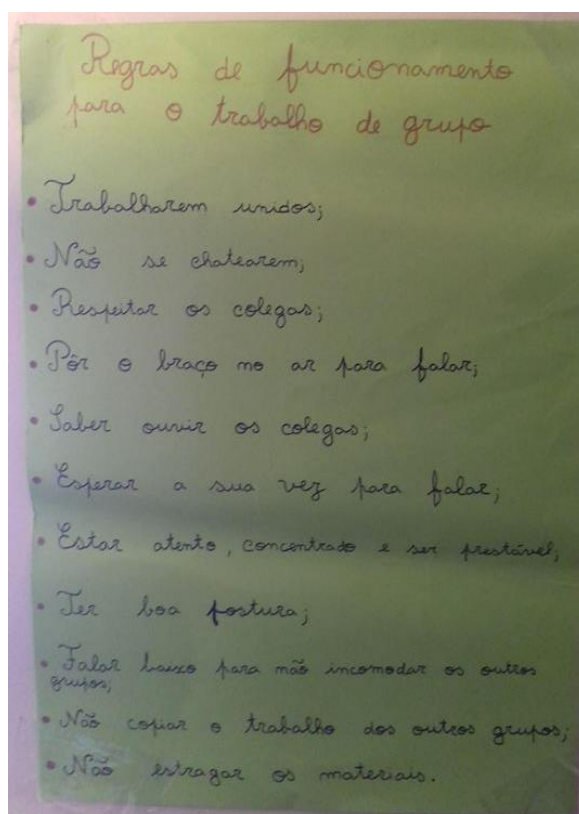 Regras de funcionamento
para o trabalho de grupo
• Trabalharem unidos;
• Não se chatearem;
• Respeitar os colegas;
• Pôr o braço no ar para falar;
• Saber ouvir os colegas;
• Esperar a sua vez para falar;
• Estar atento, concentrado e ser prestável;
• Ter boa postura;
• Falar baixo para não incomodar os outros
grupos;
• Não copiar o trabalho dos outros grupos;
• Não estragar os materiais.